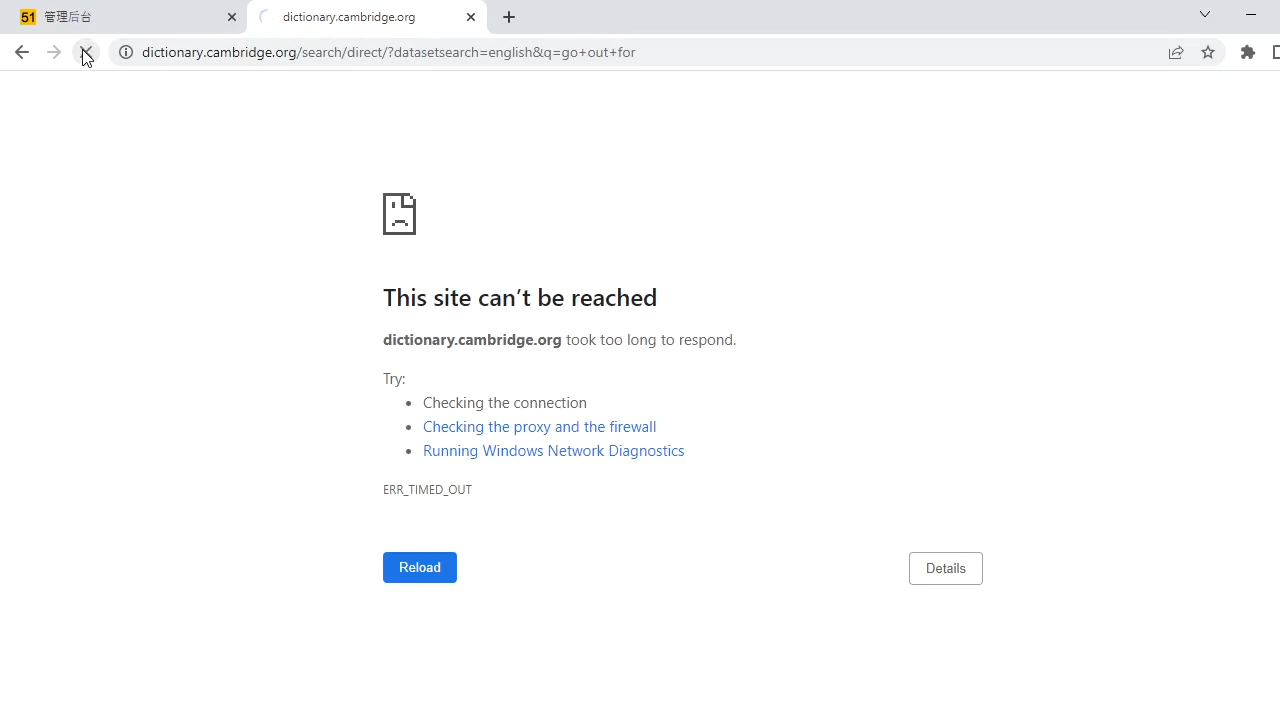 51 管理后台
dictionary.cambridge.org
dictionary.cambridge.org/search/direct/?datasetsearch=english&q=go+out+for
This site can't be reached
dictionary.cambridge.org took too long to respond.
Try:
Checking the connection
Checking the proxy and the firewall
Running Windows Network Diagnostics
ERR_TIMED_OUT
Reload
Details